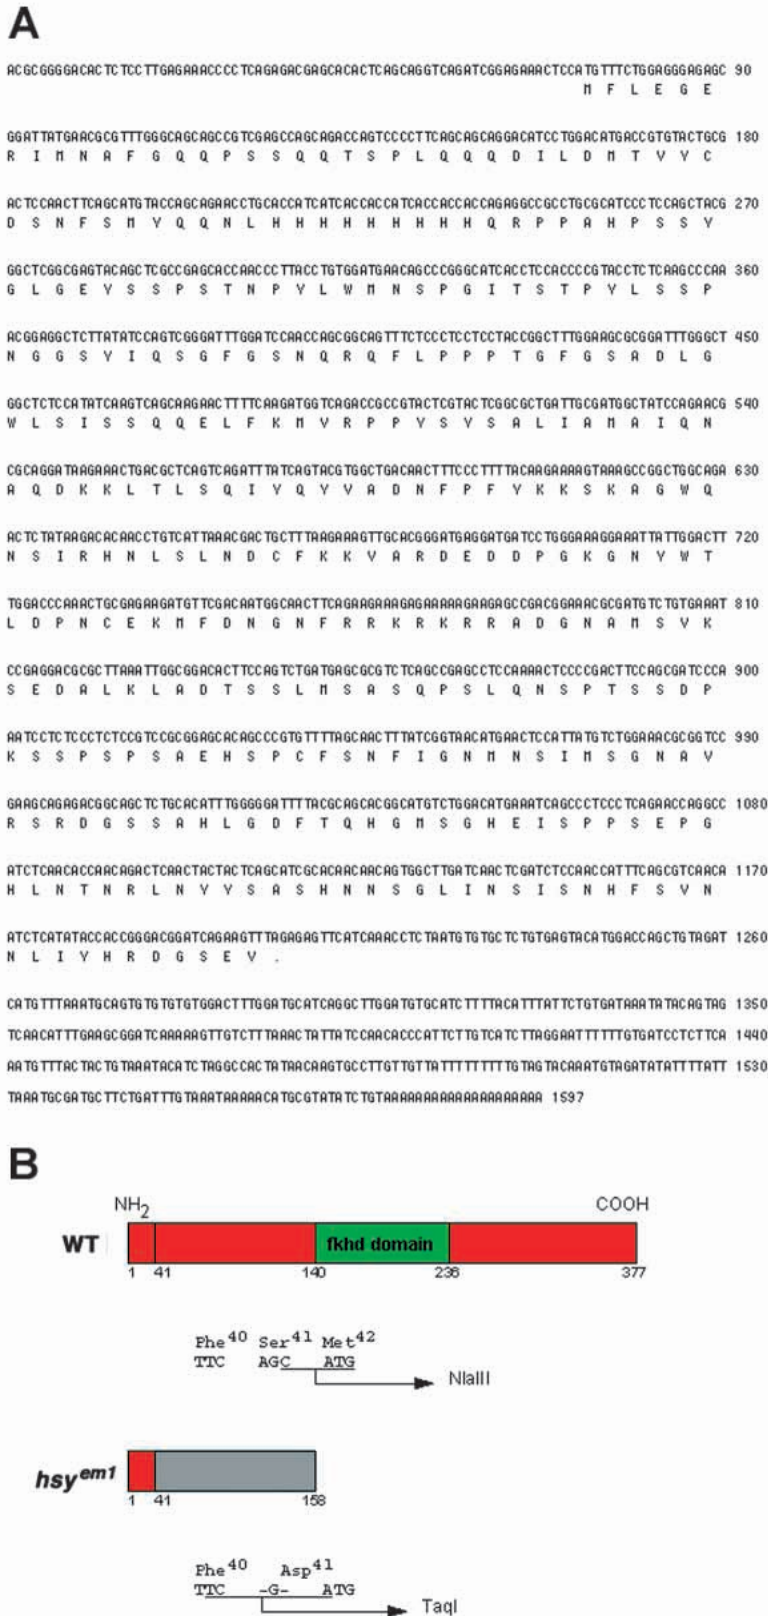 A
ACGCGGGGACACTCTCCTTGAGAAACCCCTCAGAGACGAGCACACTCAGCAGGTCAGATCGGAGAAACTCCATGTTTCTGGAGGGAGAGC 90
M F L E G E
GGATTATGAACGCGTTTGGGCAGCAGCCGTCGAGCCAGCAGACCAGTCCCCTTCAGCAGCAGGACATCCTGGACATGACCGTGTACTGCG 180
R I M N A F G Q Q P S S Q Q T S P L Q Q Q D I L D M T V Y C
ACTCCAACTTCAGCATGTACCAGCAGAACCTGCACCATCATCACCACCATCACCACCACCAGAGGCCGCCTGCGCATCCCTCCAGCTACG 270
D S N F S M Y Q Q N L H H H H H H H H H Q R P P A H P S S Y
GGCTCGGCGAGTACAGCTCGCCGAGCACCAACCCTTACCTGTGGATGAACAGCCCGGGCATCACCTCCACCCCGTACCTCTCAAGCCCAA 360
G L G E Y S S P S T N P Y L W M N S P G I T S T P Y L S S P
ACGGAGGCTCTTATATCCAGTCGGGATTTGGATCCAACCAGCGGCAGTTTCTCCCTCCTCCTACCGGCTTTGGAAGCGCGGATTTGGGCT 450
N G G S Y I Q S G F G S N Q R Q F L P P P T G F G S A D L G
GGCTCTCCATATCAAGTCAGCAAGAACTTTTCAAGATGGTCAGACCGCCGTACTCGTACTCGGCGCTGATTGCGATGGCTATCCAGAACG 540
W L S I S S Q Q E L F K M V R P P Y S Y S A L I A M A I Q N
CGCAGGATAAGAAACTGACGCTCAGTCAGATTTATCAGTACGTGGCTGACAACTTTCCCTTTTACAAGAAAAGTAAAGCCGGCTGGCAGA 630
A Q D K K L T L S Q I Y Q Y V A D N F P F Y K K S K A G W Q
ACTCTATAAGACACAACCTGTCATTAAACGACTGCTTTAAGAAAGTTGCACGGGATGAGGATGATCCTGGGAAAGGAAATTATTGGACTT 720
N S I R H N L S L N D C F K K V A R D E D D P G K G N Y W T
TGGACCCAAACTGCGAGAAGATGTTCGACAATGGCAACTTCAGAAGAAAGAGAAAAAGAAGAGCCGACGGAAACGCGATGTCTGTGAAAT 810
L D P N C E K M F D N G N F R R K R K R R A D G N A M S V K
CCGAGGACGCGCTTAAATTGGCGGACACTTCCAGTCTGATGAGCGCGTCTCAGCCGAGCCTCCAAAACTCCCCGACTTCCAGCGATCCCA 900
S E D A L K L A D T S S L M S A S Q P S L Q N S P T S S D P
AATCCTCTCCCTCTCCGTCCGCGGAGCACAGCCCGTGTTTTAGCAACTTTATCGGTAACATGAACTCCATTATGTCTGGAAACGCGGTCC 990
K S S P S P S A E H S P C F S N F I G N M N S I M S G N A V
GAAGCAGAGACGGCAGCTCTGCACATTTGGGGGATTTTACGCAGCACGGCATGTCTGGACATGAAATCAGCCCTCCCTCAGAACCAGGCC 1080
R S R D G S S A H L G D F T Q H G M S G H E I S P P S E P G
ATCTCAACACCAACAGACTCAACTACTACTCAGCATCGCACAACAACAGTGGCTTGATCAACTCGATCTCCAACCATTTCAGCGTCAACA 1170
H L N T N R L N Y Y S A S H N N S G L I N S I S N H F S V N
ATCTCATATACCACCGGGACGGATCAGAAGTTTAGAGAGTTCATCAAACCTCTAATGTGTGCTCTGTGAGTACATGGACCAGCTGTAGAT 1260
N L I Y H R D G S E V .
CATGTTTAAATGCAGTGTGTGTGTGGACTTTGGATGCATCAGGCTTGGATGTGCATCTTTTACATTTATTCTGTGATAAATATACAGTAG 1350
TCAACATTTGAAGCGGATCAAAAAGTTGTCTTTAAACTATTATCCAACACCCATTCTTGTCATCTTAGGAATTTTTTGTGATCCTCTTCA 1440
AATGTTTACTACTGTAAATACATCTAGGCCACTATAACAAGTGCCTTGTTGTTATTTTTTTTTGTAGTACAAATGTAGATATATTTTATT 1530
TAAATGCGATGCTTCTGATTTGTAAATAAAAACATGCGTATATCTGTAAAAAAAAAAAAAAAAAAA 1597
B
NH2 COOH
WT fkhd domain
1 41 140 236 377
Phe40 Ser41 Met42
TTC AGC ATG
NlaIII
hsyem1
1 41 158
Phe40 Asp41
TTC -G- ATG
TaqI